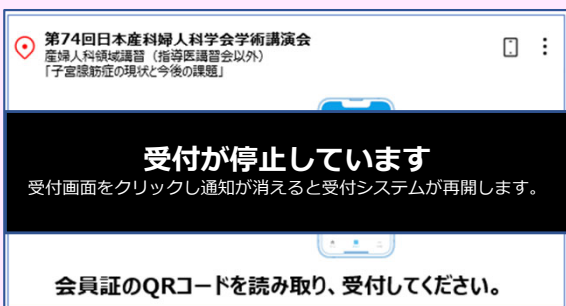 第74回日本産科婦人科学会学術講演会
産婦人科領域講習（指導医講習会以外）
「子宮腺筋症の現状と今後の課題」
受付が停止しています
受付画面をクリックし通知が消えると受付システムが再開します。
会員証のQRコードを読み取り、受付してください。